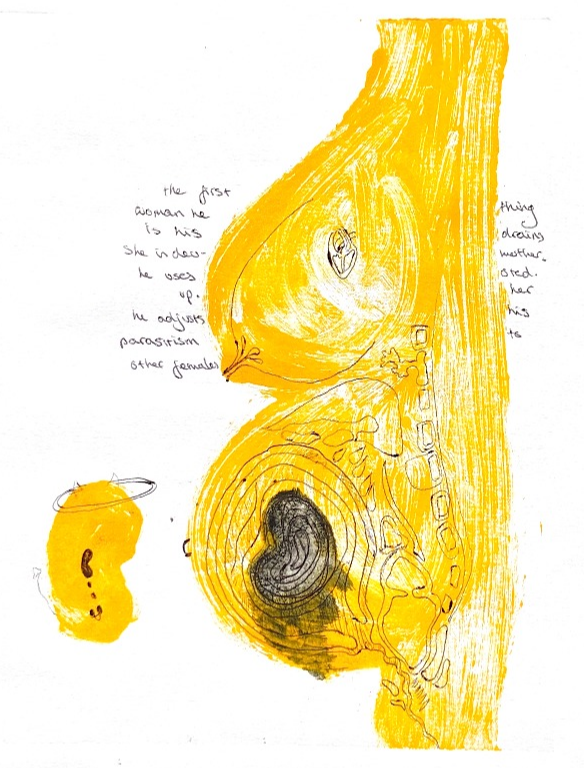 the first
woman he
is his
She is dev-
he uses
up.
he adjusts
parasitism
other females
thing
drains
mother.
oted.
her
his
to